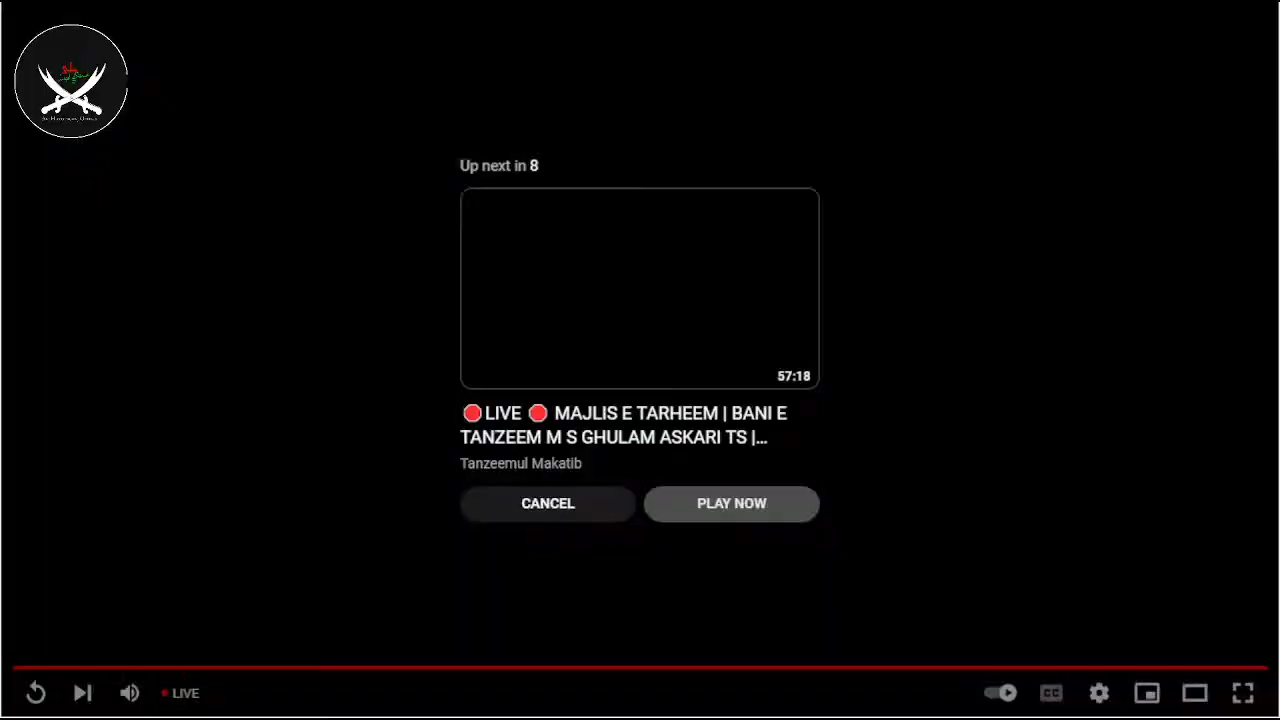 Up next in 8
57:18
🔴LIVE 🔴 MAJLIS E TARHEEM | BANI E
TANZEEM M S GHULAM ASKARI TS |...
Tanzeemul Makatib
CANCEL
PLAY NOW
LIVE
CC